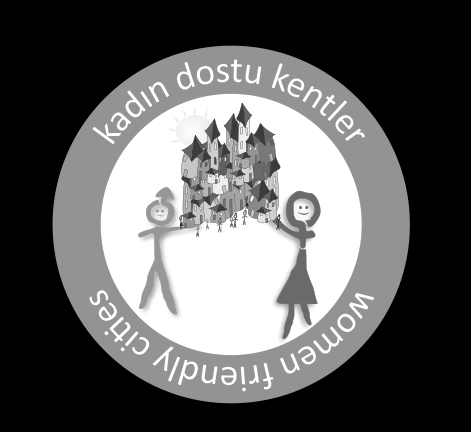 kadın dostu kentler
women friendly cities